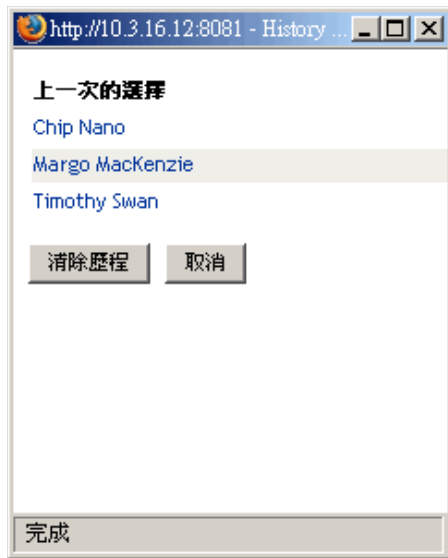 http://10.3.16.12:8081 - History ...
上一次的選擇
Chip Nano
Margo MacKenzie
Timothy Swan
清除歷程 取消
完成